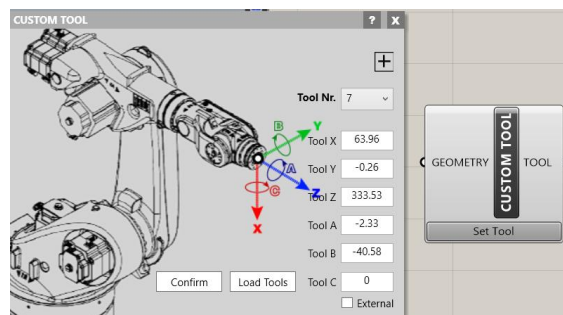 CUSTOM TOOL ? X
+
Tool Nr. 7
B Y
Tool X 63.96
A
Tool Y -0.26
C Z
Tool Z 333.53
X
Tool A -2.33
Tool B -40.58
Confirm Load Tools Tool C 0
External
GEOMETRY CUSTOM TOOL TOOL
Set Tool